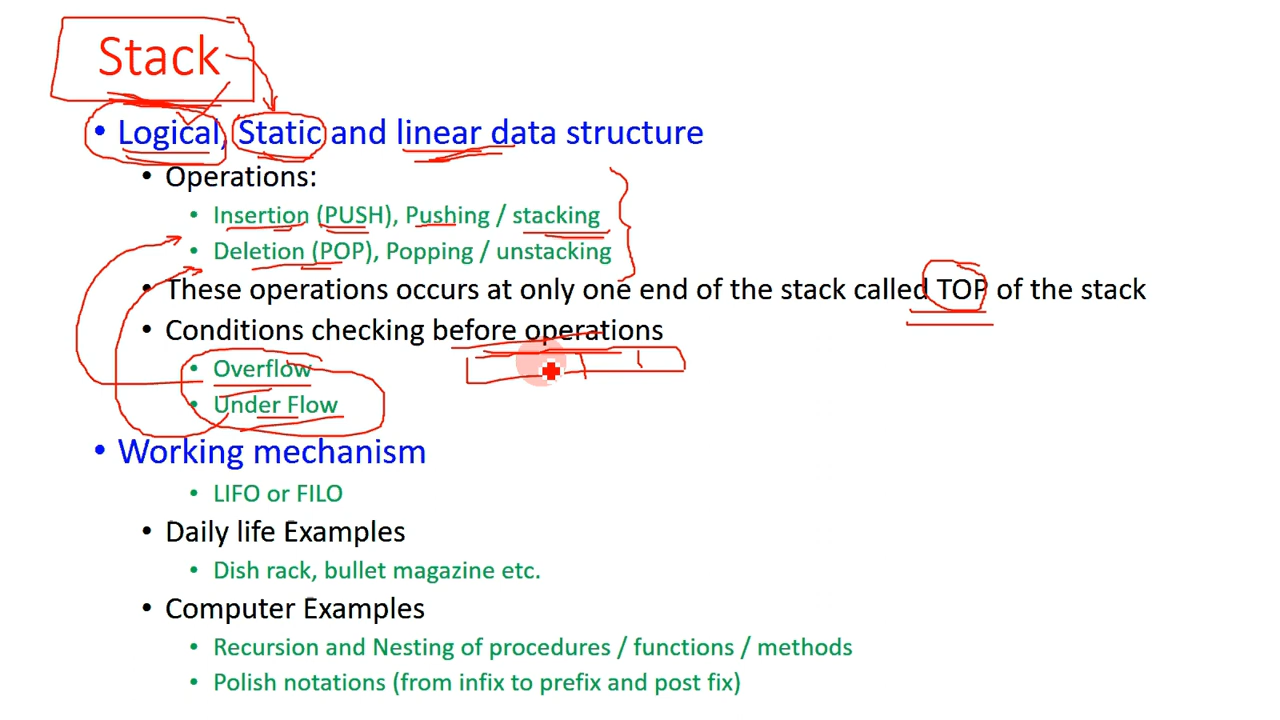 Stack
• Logical, Static and linear data structure
• Operations:
• Insertion (PUSH), Pushing / stacking
• Deletion (POP), Popping / unstacking
• These operations occurs at only one end of the stack called TOP of the stack
• Conditions checking before operations
• Overflow
• Under Flow
• Working mechanism
• LIFO or FILO
• Daily life Examples
• Dish rack, bullet magazine etc.
• Computer Examples
• Recursion and Nesting of procedures / functions / methods
• Polish notations (from infix to prefix and post fix)